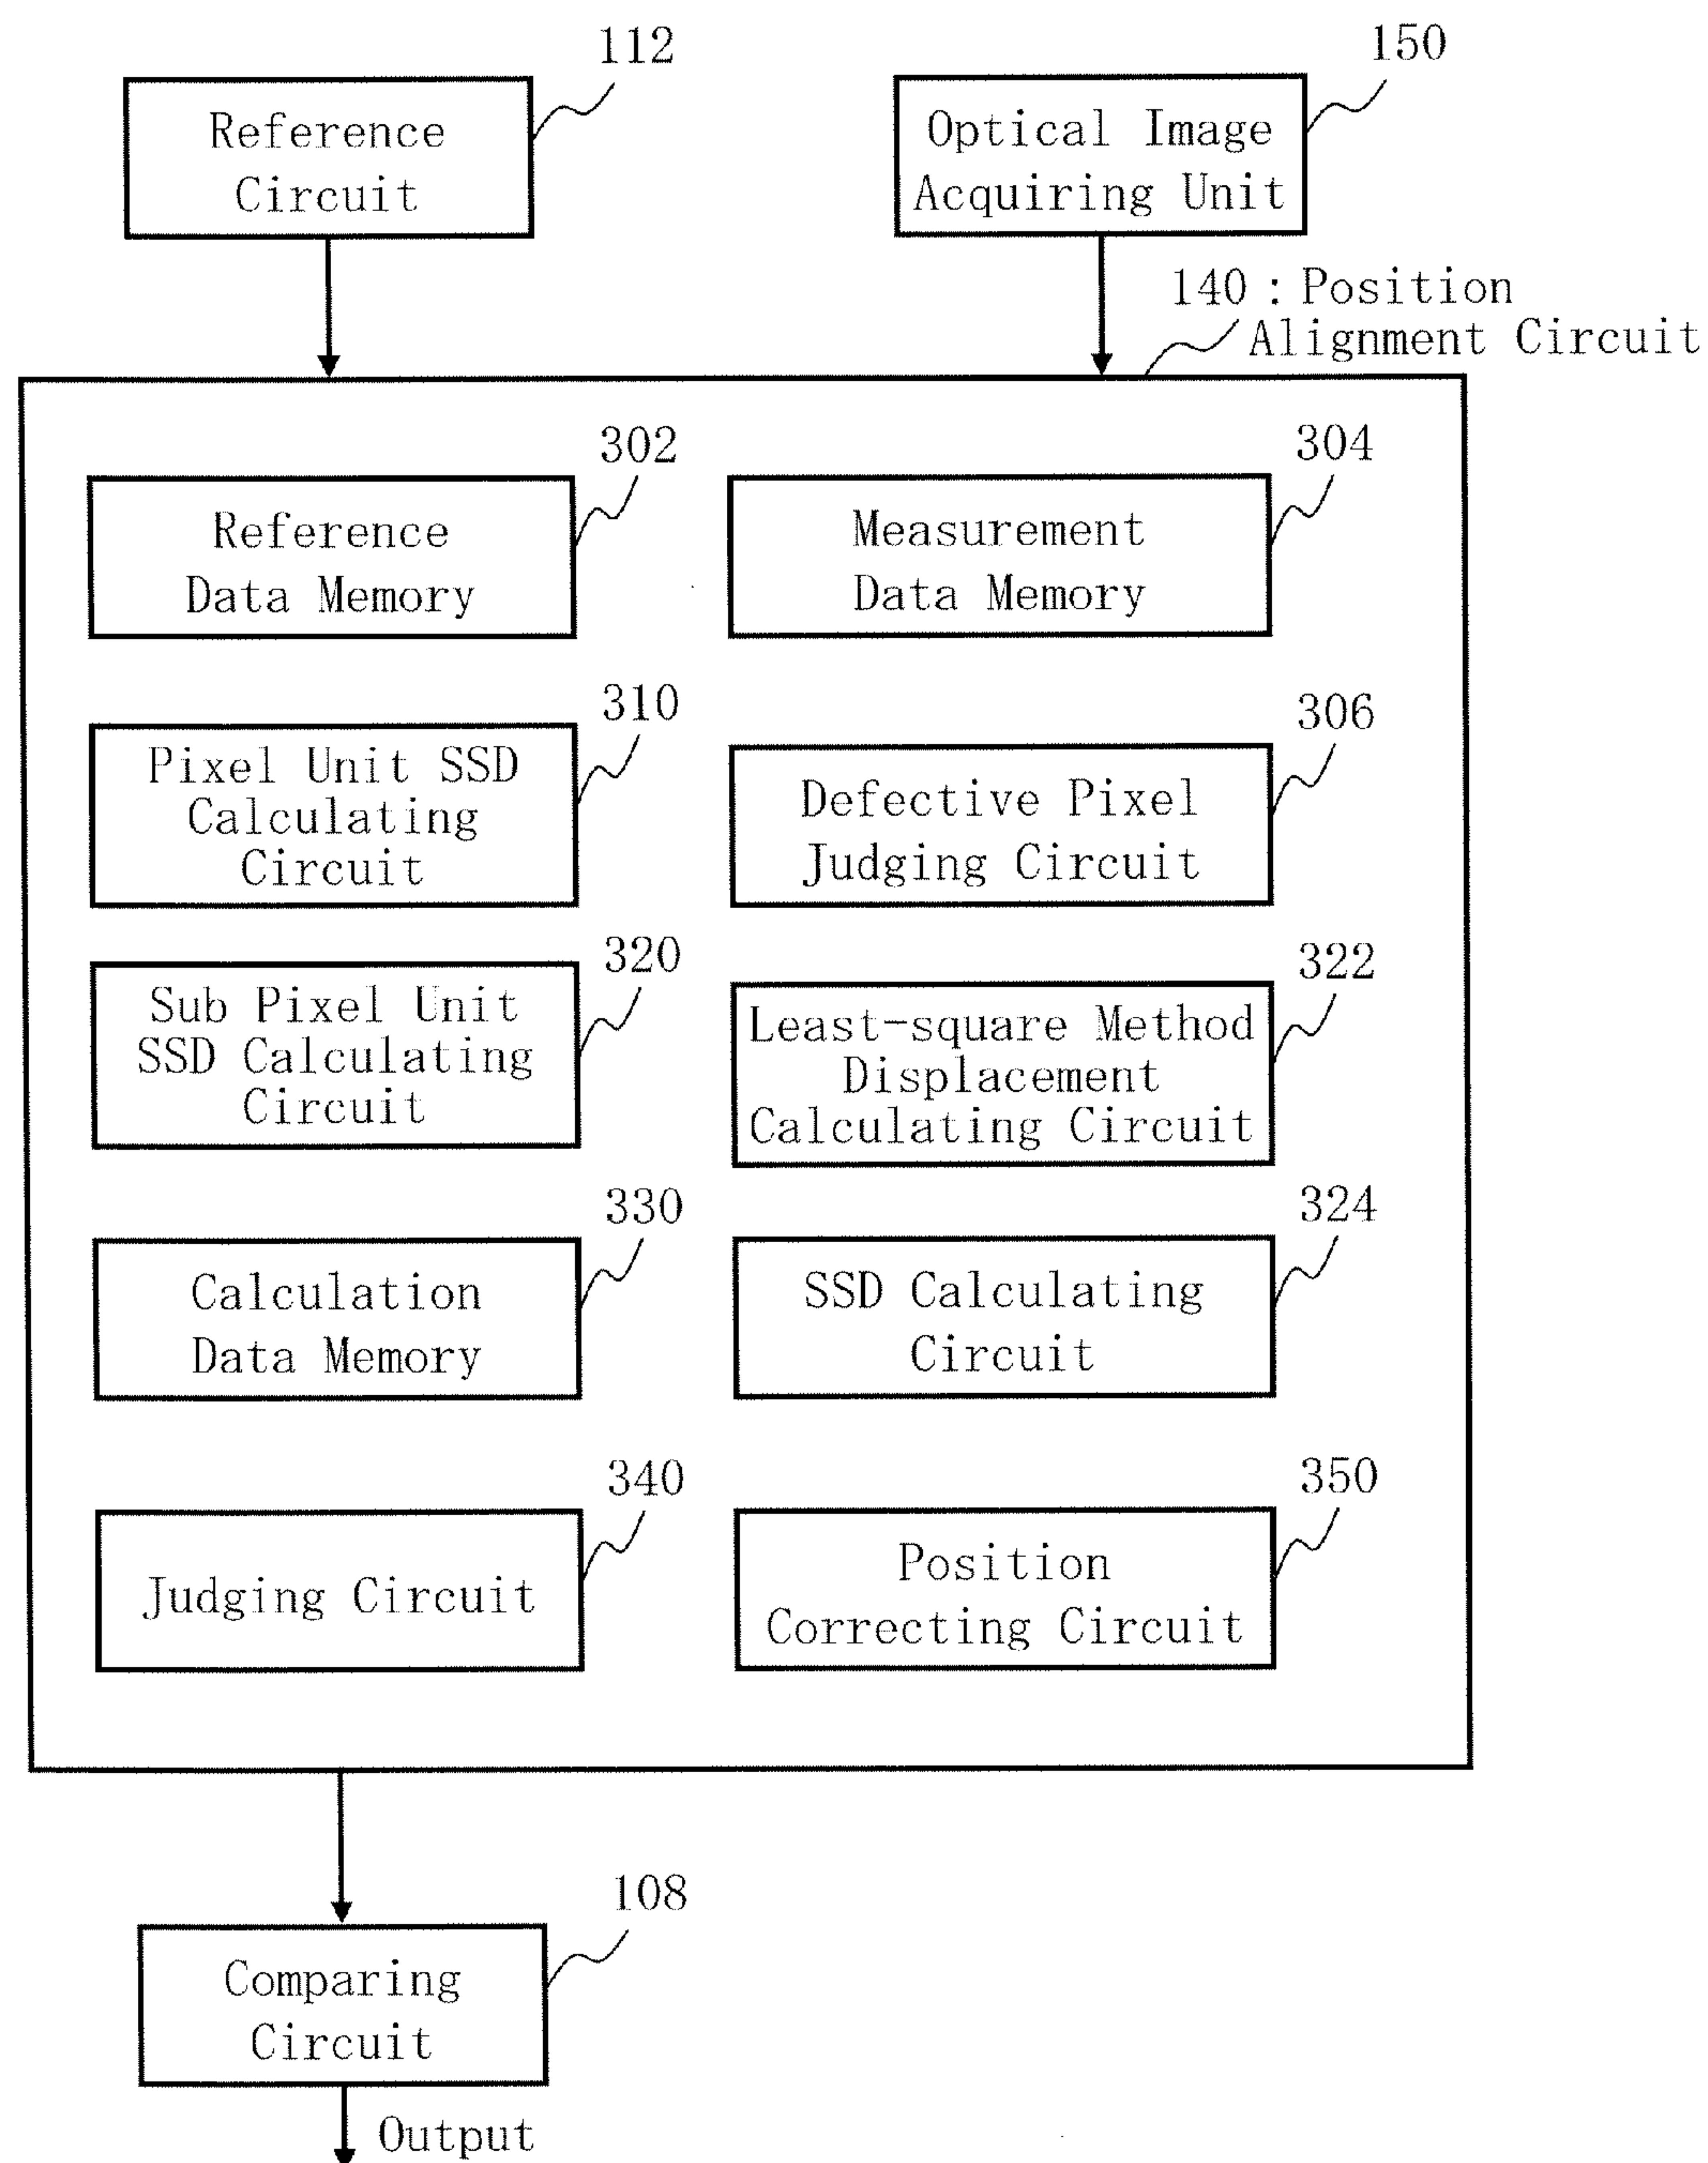 112
Reference
Circuit
150
Optical Image
Acquiring Unit
140 : Position
Alignment Circuit
302
Reference
Data Memory
304
Measurement
Data Memory
310
Pixel Unit SSD
Calculating
Circuit
306
Defective Pixel
Judging Circuit
320
Sub Pixel Unit
SSD Calculating
Circuit
322
Least-square Method
Displacement
Calculating Circuit
330
Calculation
Data Memory
324
SSD Calculating
Circuit
340
Judging Circuit
350
Position
Correcting Circuit
108
Comparing
Circuit
Output